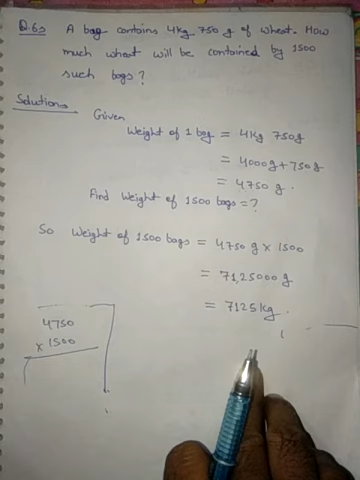 Q.6) A bag contains 4kg 750 g of wheat. How
much wheat will be contained by 1500
such bags?
Solution
Given
Weight of 1 bag = 4kg 750g
= 4000g+750g
= 4750 g.
Find Weight of 1500 bags = ?
So Weight of 1500 bags = 4750 g x 1500
= 71,25000 g
= 7125 kg.
4750
x 1500